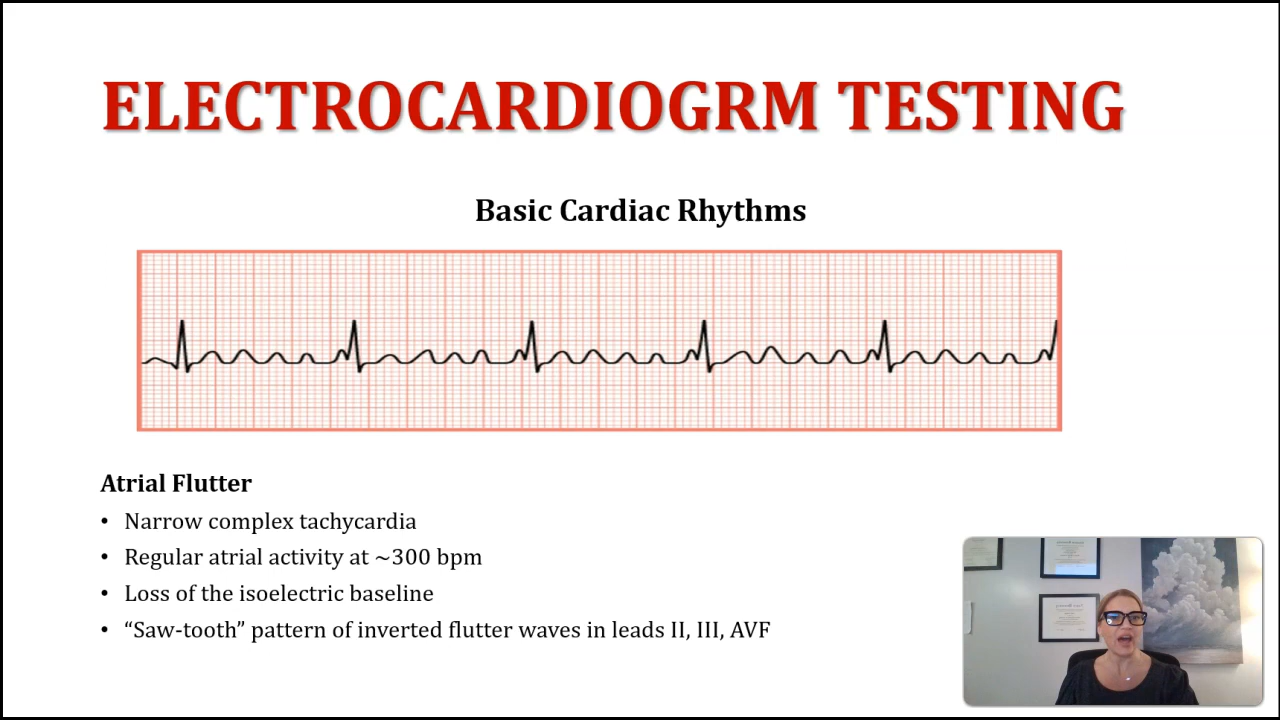 ELECTROCARDIOGRM TESTING
Basic Cardiac Rhythms
Atrial Flutter
• Narrow complex tachycardia
• Regular atrial activity at ~300 bpm
• Loss of the isoelectric baseline
• “Saw-tooth” pattern of inverted flutter waves in leads II, III, AVF